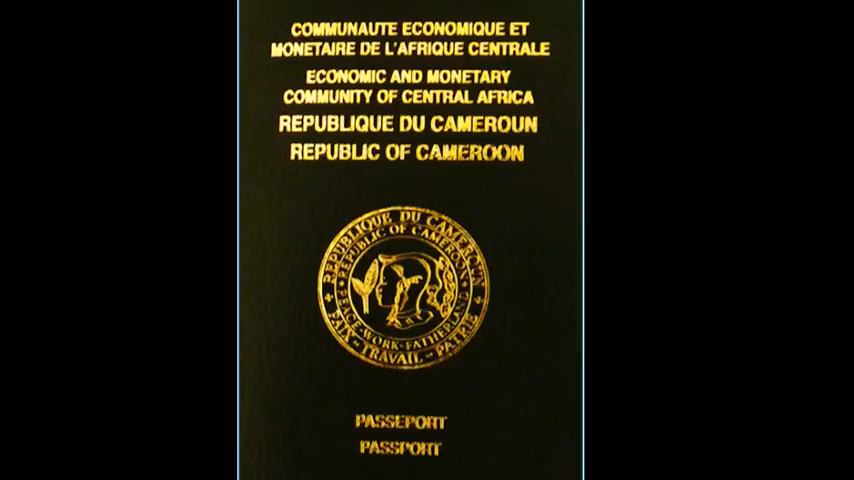 COMMUNAUTE ECONOMIQUE ET
MONETAIRE DE L'AFRIQUE CENTRALE
ECONOMIC AND MONETARY
COMMUNITY OF CENTRAL AFRICA
REPUBLIQUE DU CAMEROUN
REPUBLIC OF CAMEROON
REPUBLIQUE DU CAMEROUN
REPUBLIC OF CAMEROON
PEACE-WORK-FATHERLAND
PAIX-TRAVAIL-PATRIE
PASSEPORT
PASSPORT